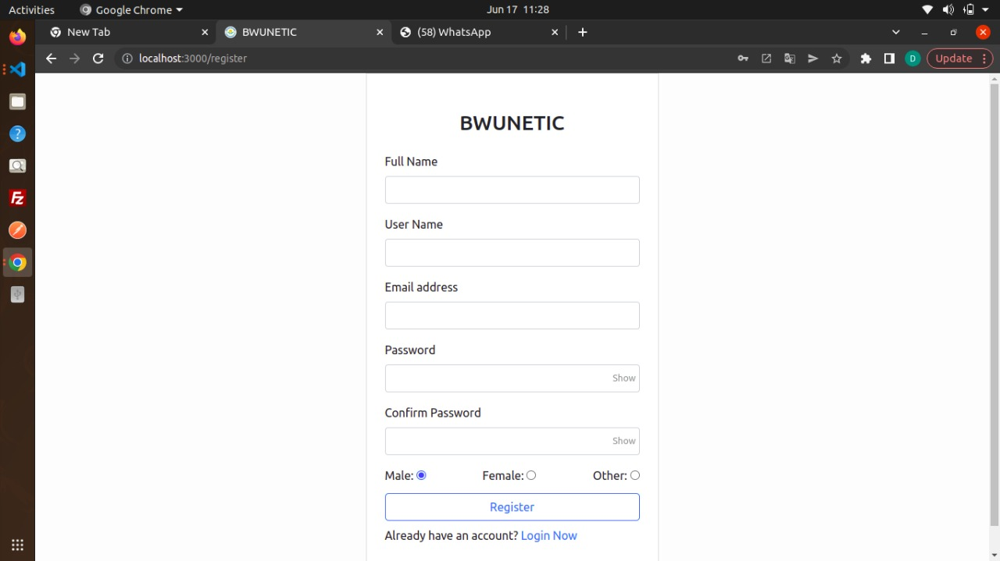 Activities Google Chrome Jun 17 11:28
New Tab BWUNETIC (58) WhatsApp
localhost:3000/register D Update
BWUNETIC
Full Name
User Name
Email address
Password
Show
Confirm Password
Show
Male: Female: Other:
Register
Already have an account? Login Now